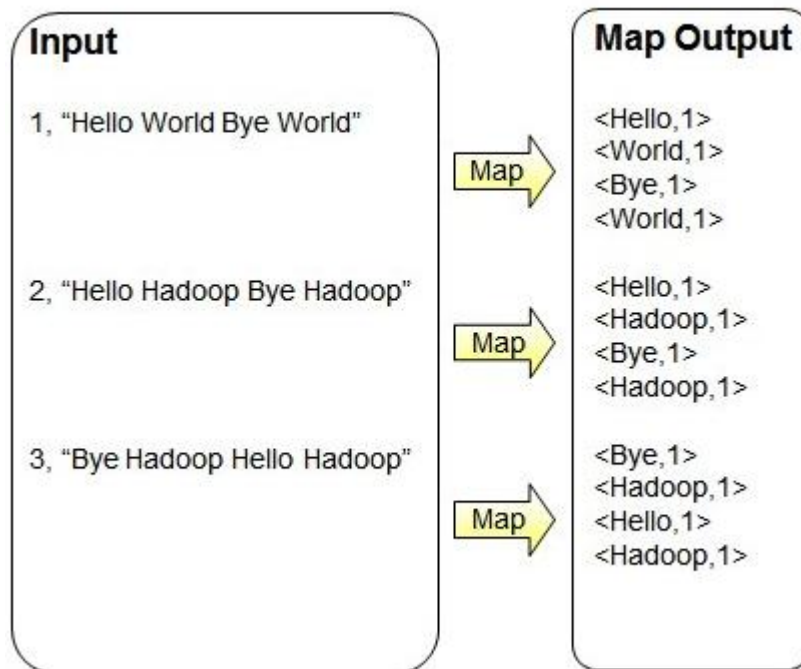 Input
1, “Hello World Bye World”
2, “Hello Hadoop Bye Hadoop”
3, “Bye Hadoop Hello Hadoop”
Map
Map
Map
Map Output
<Hello,1>
<World,1>
<Bye,1>
<World,1>
<Hello,1>
<Hadoop,1>
<Bye,1>
<Hadoop,1>
<Bye,1>
<Hadoop,1>
<Hello,1>
<Hadoop,1>